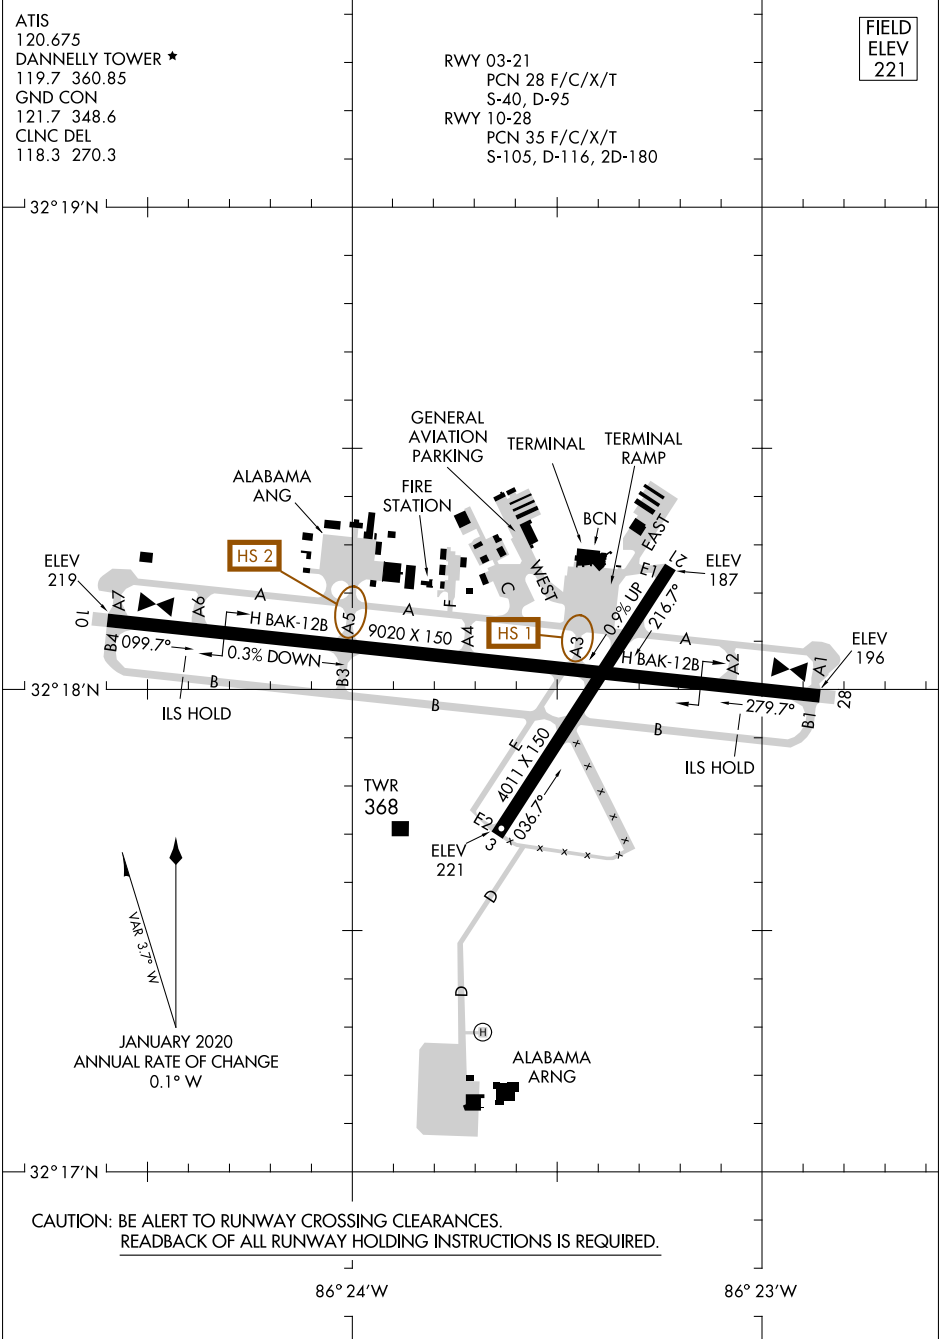 ATIS
120.675
DANNELLY TOWER ★
119.7 360.85
GND CON
121.7 348.6
CLNC DEL
118.3 270.3
RWY 03-21
PCN 28 F/C/X/T
S-40, D-95
RWY 10-28
PCN 35 F/C/X/T
S-105, D-116, 2D-180
FIELD
ELEV
221
32°19'N
GENERAL
AVIATION
PARKING
TERMINAL
TERMINAL
RAMP
ALABAMA
ANG
FIRE
STATION
BCN
EAST
WEST
HS 2
ELEV
219
21
ELEV
187
E1
0.9% UP
216.7°
C
F
A7
A6
A
A5
A
A4
HS 1
A3
A
A2
A1
10
H BAK-12B
9020 X 150
099.7°
0.3% DOWN
H BAK-12B
ELEV
196
B4
B3
28
279.7°
B1
32°18'N
B
B
B
ILS HOLD
ILS HOLD
E
4011 X 150
036.7°
TWR
368
E2
3
ELEV
221
D
D
H
VAR 3.7° W
JANUARY 2020
ANNUAL RATE OF CHANGE
0.1° W
ALABAMA
ARNG
32°17'N
CAUTION: BE ALERT TO RUNWAY CROSSING CLEARANCES.
READBACK OF ALL RUNWAY HOLDING INSTRUCTIONS IS REQUIRED.
86°24'W
86°23'W